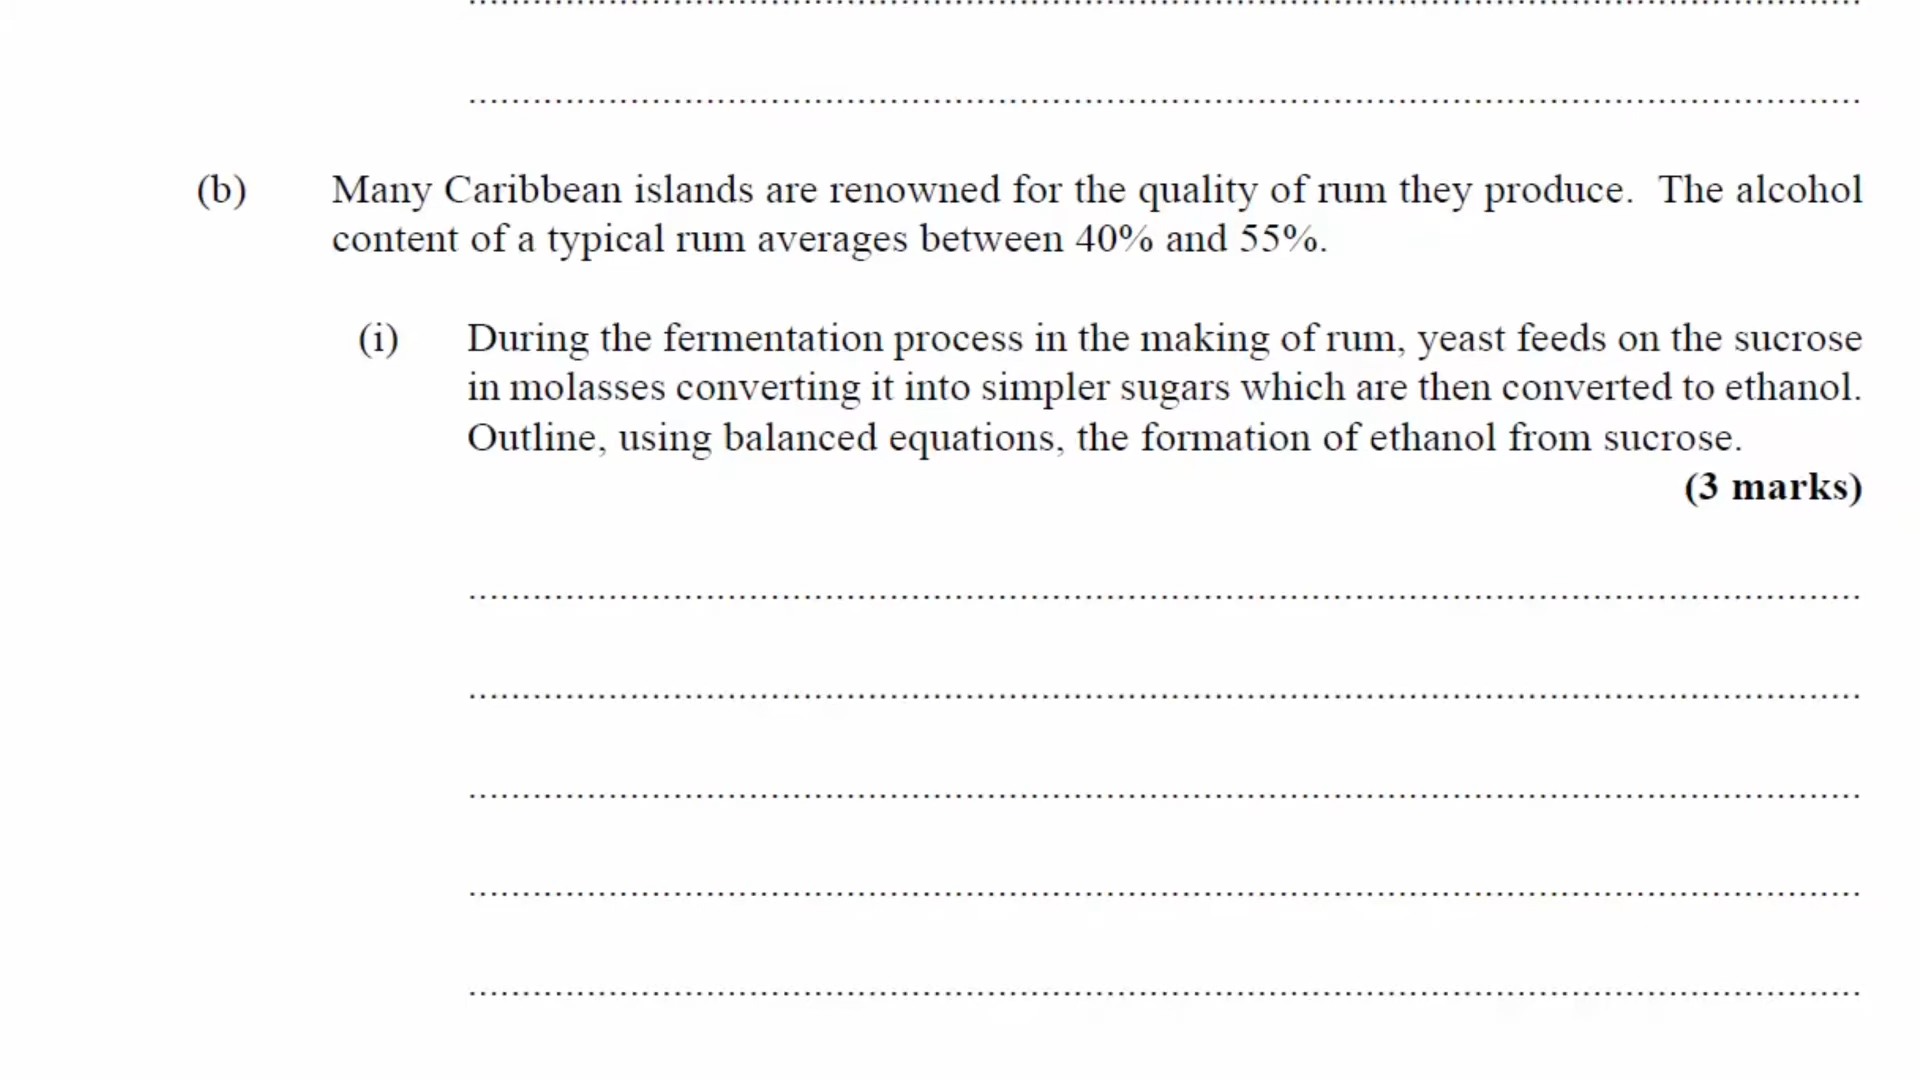 (b) Many Caribbean islands are renowned for the quality of rum they produce. The alcohol
content of a typical rum averages between 40% and 55%.
(i) During the fermentation process in the making of rum, yeast feeds on the sucrose
in molasses converting it into simpler sugars which are then converted to ethanol.
Outline, using balanced equations, the formation of ethanol from sucrose.
(3 marks)